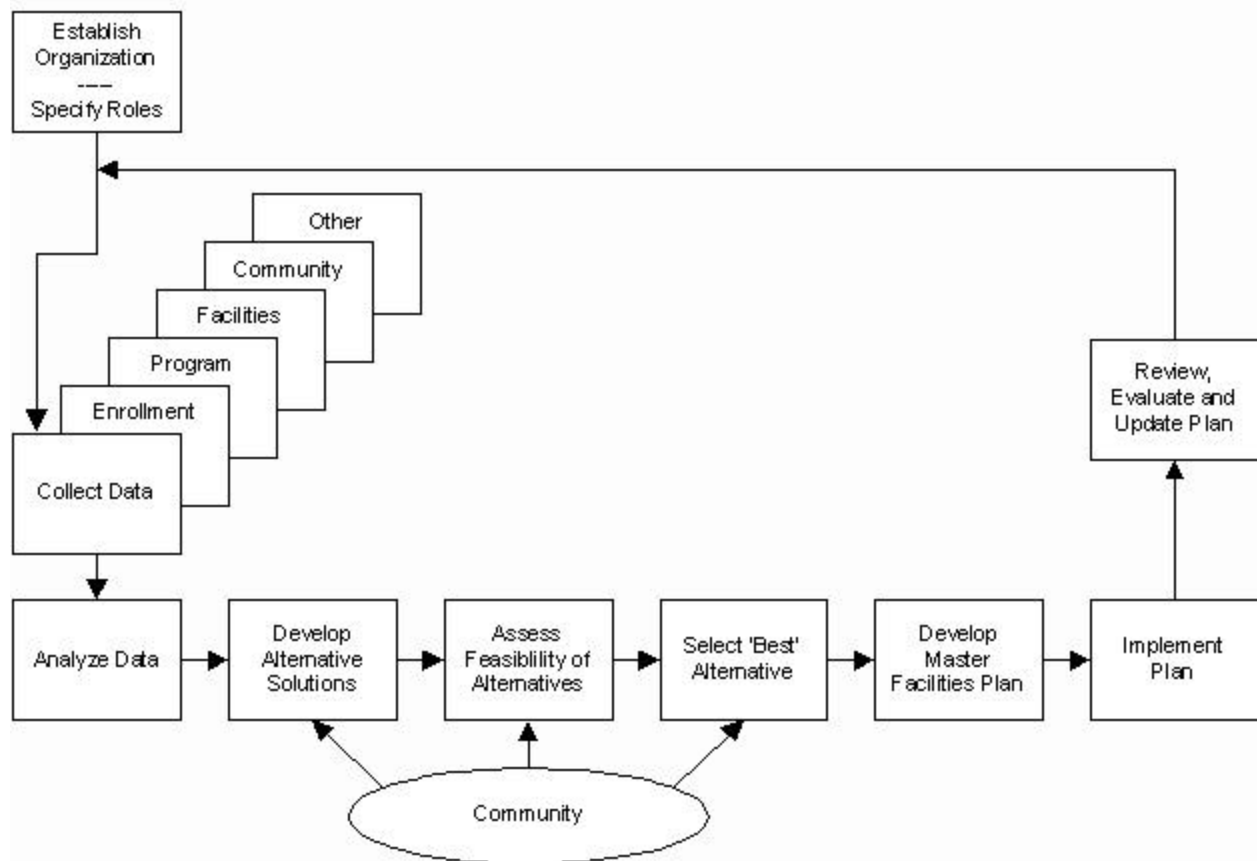 Establish
Organization
-----
Specify Roles
Other
Community
Facilities
Program
Enrollment
Collect Data
Review,
Evaluate and
Update Plan
Analyze Data
Develop
Alternative
Solutions
Assess
Feasiblility of
Alternatives
Select 'Best'
Alternative
Develop
Master
Facilities Plan
Implement
Plan
Community